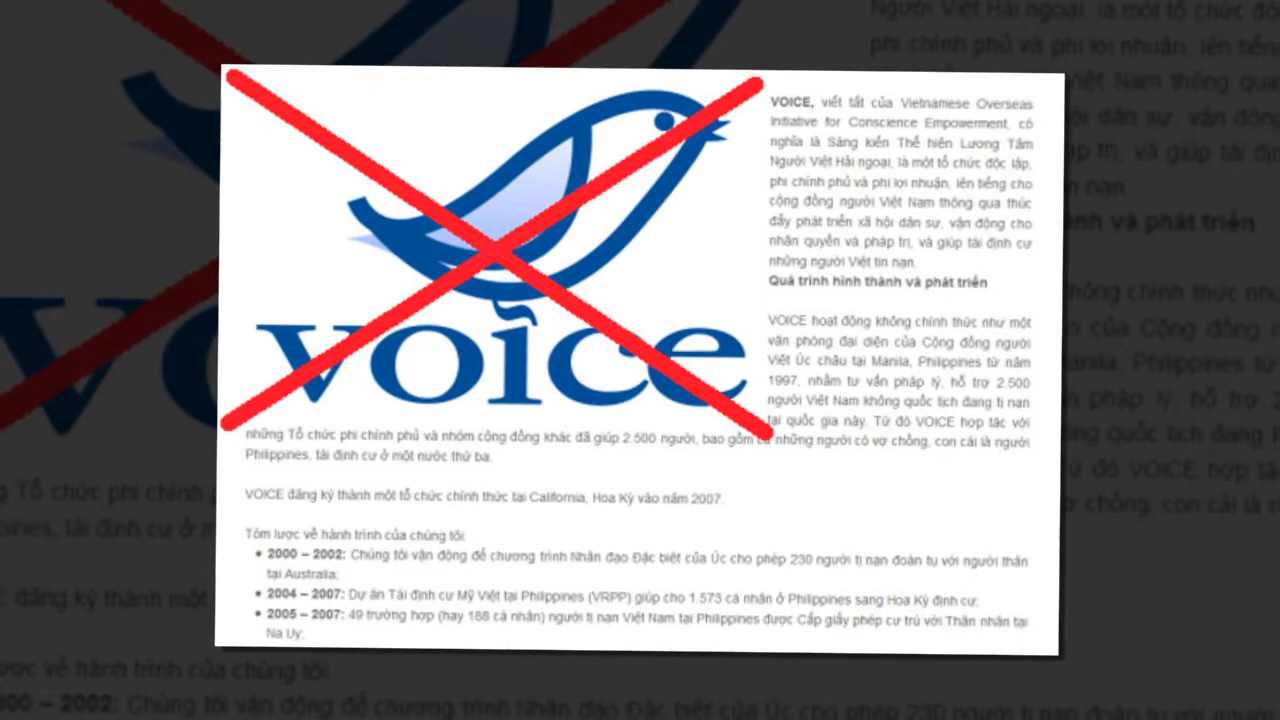 VOICE, viết tắt của Vietnamese Overseas
Initiative for Conscience Empowerment, có
nghĩa là Sáng kiến Thể hiện Lương Tâm
Người Việt Hải ngoại, là một tổ chức độc lập,
phi chính phủ và phi lợi nhuận, lên tiếng cho
cộng đồng người Việt Nam thông qua thúc
đẩy phát triển xã hội dân sự, vận động cho
nhân quyền và pháp trị, và giúp tái định cư
những người Việt tin nạn.
Quá trình hình thành và phát triển
voice
VOICE hoạt động không chính thức như một
văn phòng đại diện của Cộng đồng người
Việt Úc châu tại Manila, Philippines từ năm
1997, nhằm tư vấn pháp lý, hỗ trợ 2.500
người Việt Nam không quốc tịch đang tị nạn
tại quốc gia này. Từ đó VOICE hợp tác với
những Tổ chức phi chính phủ và nhóm cộng đồng khác đã giúp 2.500 người, bao gồm những người có vợ chồng, con cái là người
Philippines, tái định cư ở một nước thứ ba.
VOICE đăng ký thành một tổ chức chính thức tại California, Hoa Kỳ vào năm 2007.
Tóm lược về hành trình của chúng tôi:
• 2000 – 2002: Chúng tôi vận động để chương trình Nhân đạo Đặc biệt của Úc cho phép 230 người tị nạn đoàn tụ với người thân
tại Australia;
• 2004 – 2007: Dự án Tái định cư Mỹ Việt tại Philippines (VRPP) giúp cho 1.573 cá nhân ở Philippines sang Hoa Kỳ định cư;
• 2005 – 2007: 49 trường hợp (hay 188 cá nhân) người tị nạn Việt Nam tại Philippines được Cấp giấy phép cư trú với Thân nhân tại
Na Uy;